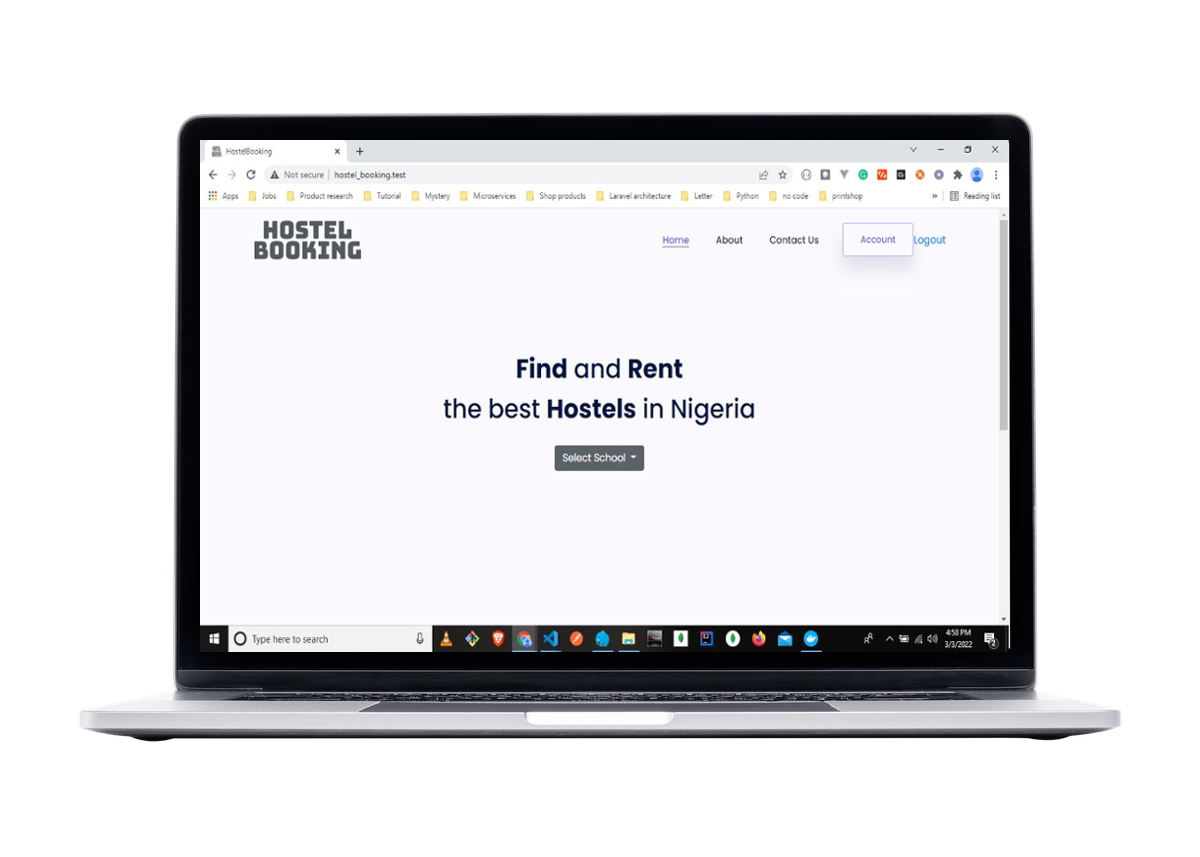 HostelBooking
Not secure hostel_booking.test
Apps Jobs Product research Tutorial Mystery Microservices Shop products Laravel architecture Letter Python no code printshop » Reading list
HOSTEL
BOOKING
Home About Contact Us Account Logout
Find and Rent
the best Hostels in Nigeria
Select School
Type here to search
4:58 PM
3/3/2022
2